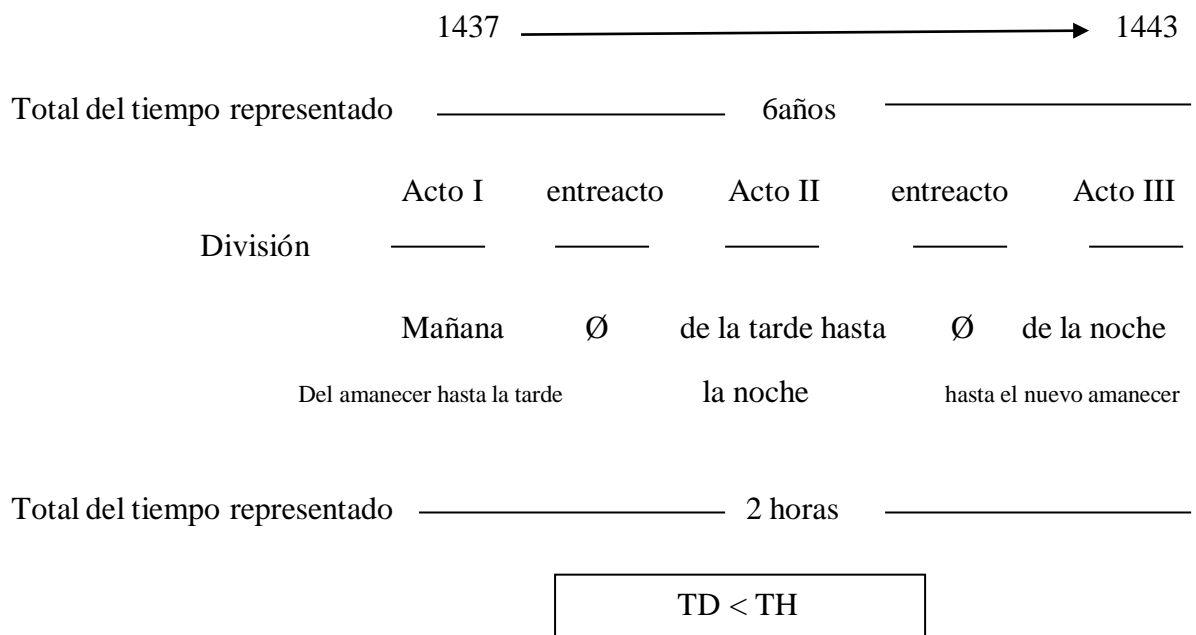 1437 1443
Total del tiempo representado 6años
Acto I entreacto Acto II entreacto Acto III
División
Mañana Ø de la tarde hasta Ø de la noche
Del amanecer hasta la tarde la noche hasta el nuevo amanecer
Total del tiempo representado 2 horas
TD < TH